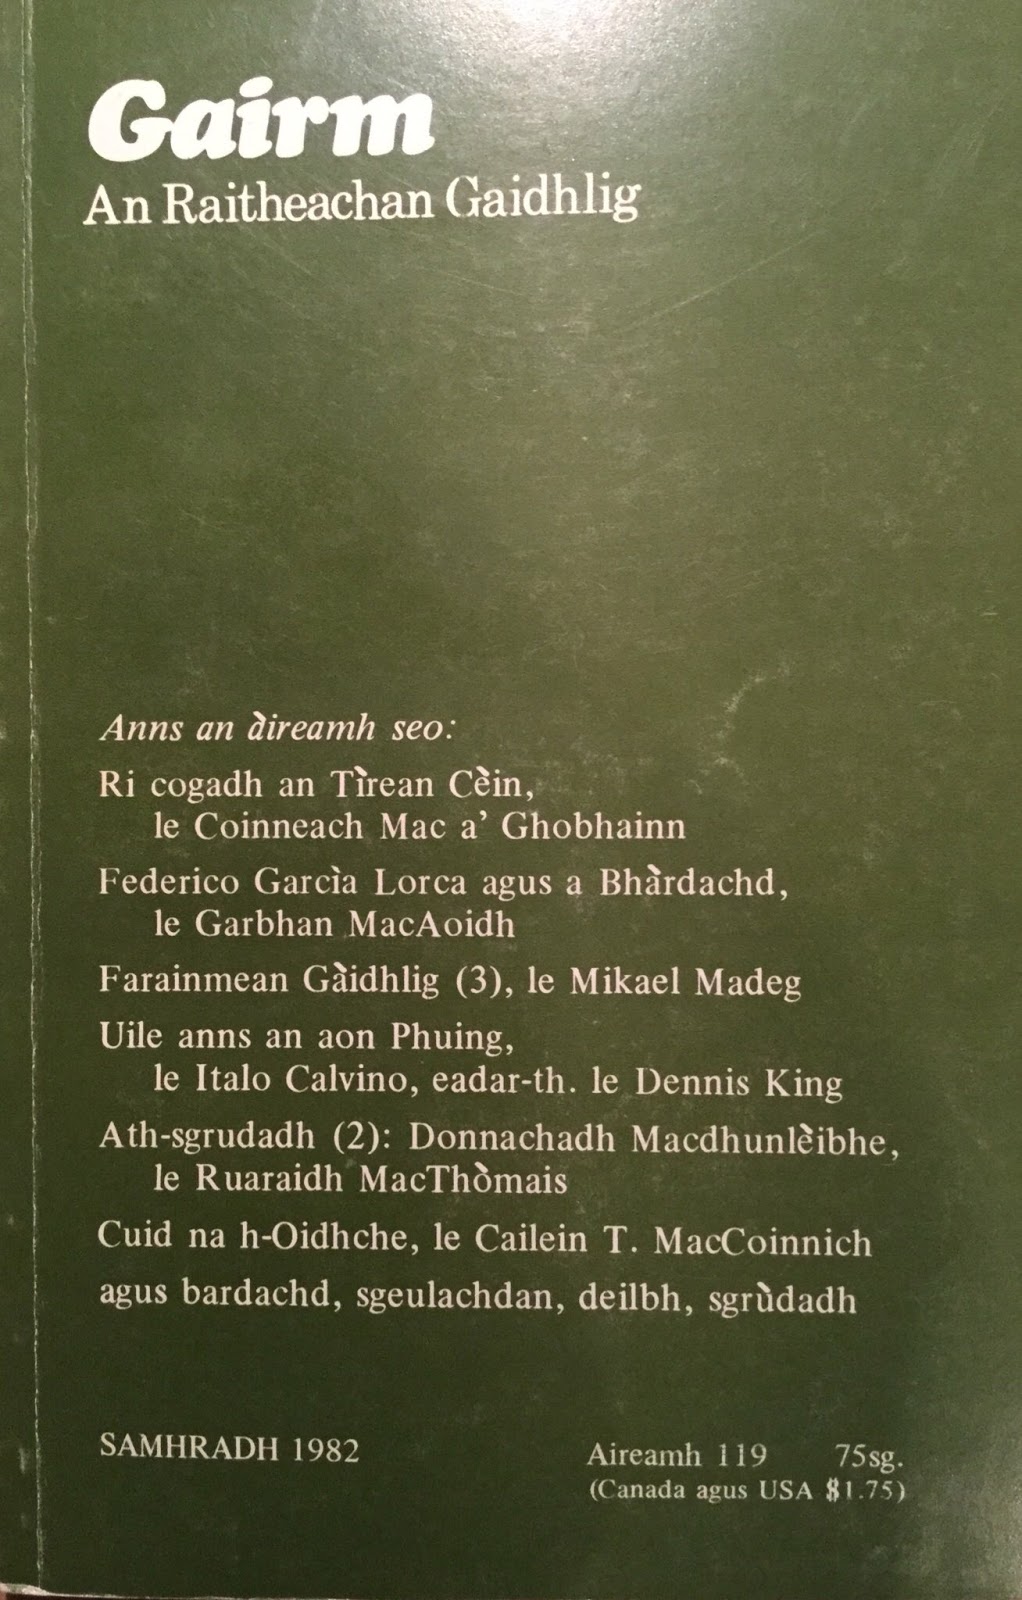 Gairm
An Raitheachan Gaidhlig
Anns an àireamh seo:
Ri cogadh an Tìrean Cèin,
le Coinneach Mac a' Ghobhainn
Federico Garcìa Lorca agus a Bhàrdachd,
le Garbhan MacAoidh
Farainmean Gàidhlig (3), le Mikael Madeg
Uile anns an aon Phuing,
le Italo Calvino, eadar-th. le Dennis King
Ath-sgrudadh (2): Donnachadh Macdhunlèibhe,
le Ruaraidh MacThòmais
Cuid na h-Oidhche, le Cailein T. MacCoinnich
agus bardachd, sgeulachdan, deilbh, sgrùdadh
SAMHRADH 1982
Aireamh 119 75sg.
(Canada agus USA $1.75)